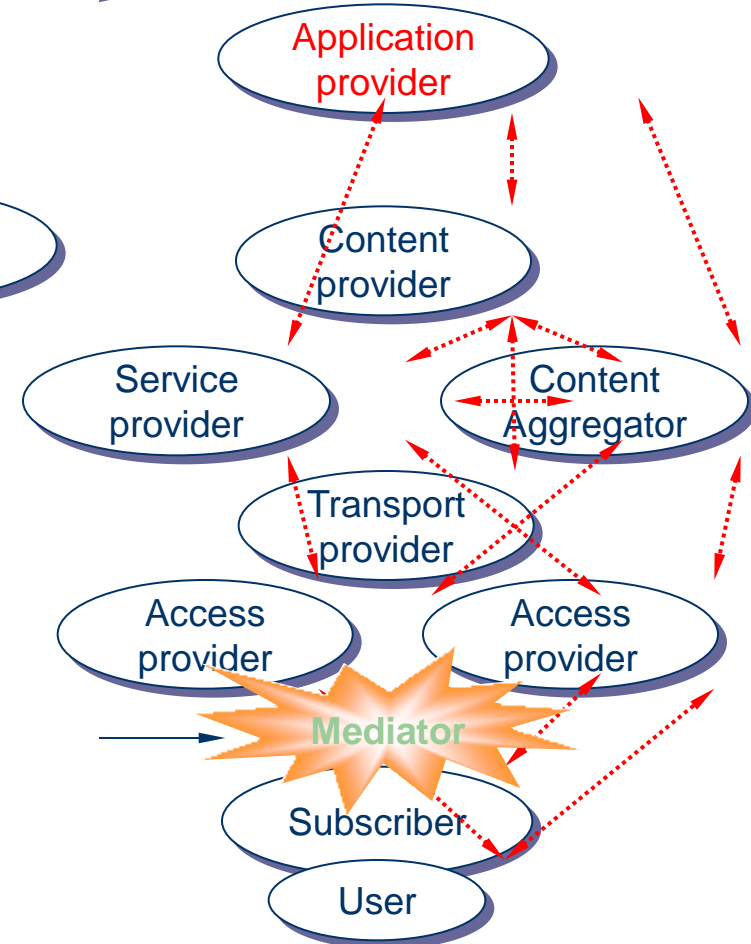 Application
provider
Content
provider
Service
provider
Content
Aggregator
Transport
provider
Access
provider
Access
provider
Mediator
Subscriber
User